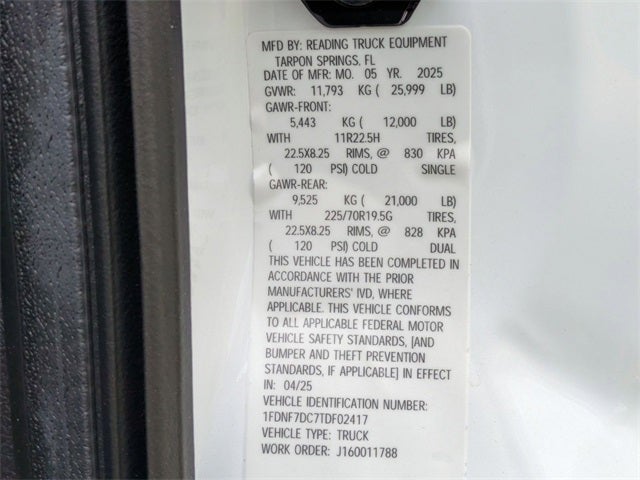 MFD BY: READING TRUCK EQUIPMENT
TARPON SPRINGS, FL
DATE OF MFR: MO. 05 YR. 2025
GVWR: 11,793 KG ( 25,999 LB)
GAWR-FRONT:
5,443 KG ( 12,000 LB)
WITH 11R22.5H TIRES,
22.5X8.25 RIMS, @ 830 KPA
( 120 PSI) COLD SINGLE
GAWR-REAR:
9,525 KG ( 21,000 LB)
WITH 225/70R19.5G TIRES,
22.5X8.25 RIMS, @ 828 KPA
( 120 PSI) COLD DUAL
THIS VEHICLE HAS BEEN COMPLETED IN
ACCORDANCE WITH THE PRIOR
MANUFACTURERS' IVD, WHERE
APPLICABLE. THIS VEHICLE CONFORMS
TO ALL APPLICABLE FEDERAL MOTOR
VEHICLE SAFETY STANDARDS, [AND
BUMPER AND THEFT PREVENTION
STANDARDS, IF APPLICABLE] IN EFFECT
IN: 04/25
VEHICLE IDENTIFICATION NUMBER:
1FDNF7DC7TDF02417
VEHICLE TYPE: TRUCK
WORK ORDER: J160011788